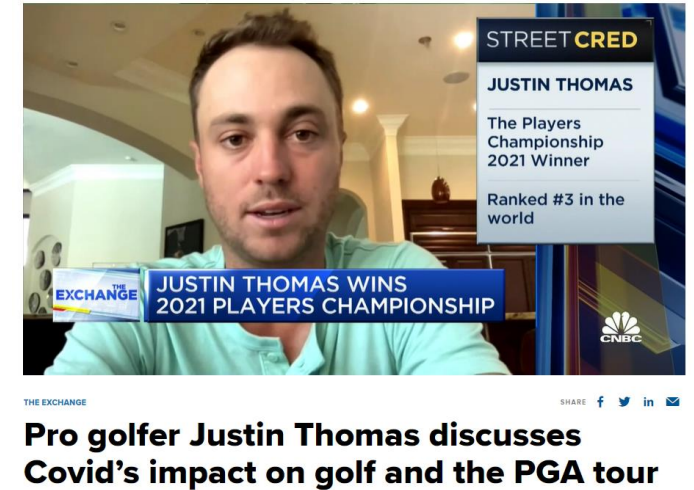 STREET CRED
JUSTIN THOMAS
The Players
Championship
2021 Winner
Ranked #3 in the
world
THE
EXCHANGE
JUSTIN THOMAS WINS
2021 PLAYERS CHAMPIONSHIP
CNBC
THE EXCHANGE
SHARE f in
Pro golfer Justin Thomas discusses
Covid's impact on golf and the PGA tour